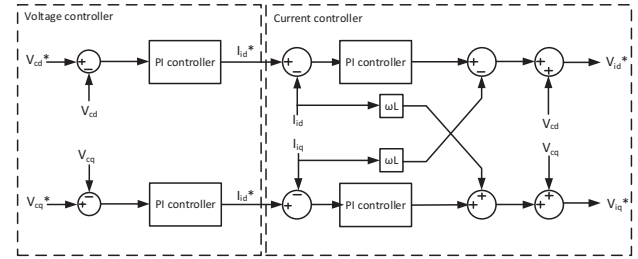 Voltage controller
Current controller
V_cd*
+
−
PI controller
I_id*
+
−
PI controller
+
−
+
+
V_id*
V_cd
I_id
ωL
V_cd
V_cq
I_iq
ωL
V_cq
V_cq*
+
−
PI controller
I_id*
+
−
PI controller
+
+
+
+
V_iq*